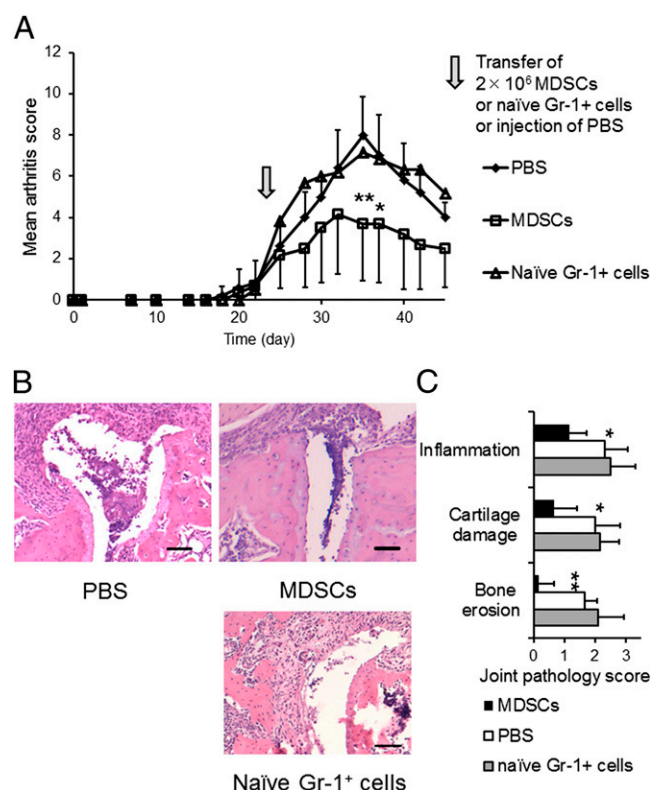 A
12
10
8
6
4
2
0
Mean arthritis score
0
10
20
30
40
Time (day)
**
*
Transfer of
2 × 10⁶ MDSCs
or naïve Gr-1+ cells
or injection of PBS
PBS
MDSCs
Naïve Gr-1+ cells
B
PBS
MDSCs
Naïve Gr-1⁺ cells
C
Inflammation
*
Cartilage
damage
*
Bone
erosion
**
0 1 2 3
Joint pathology score
MDSCs
PBS
naïve Gr-1+ cells